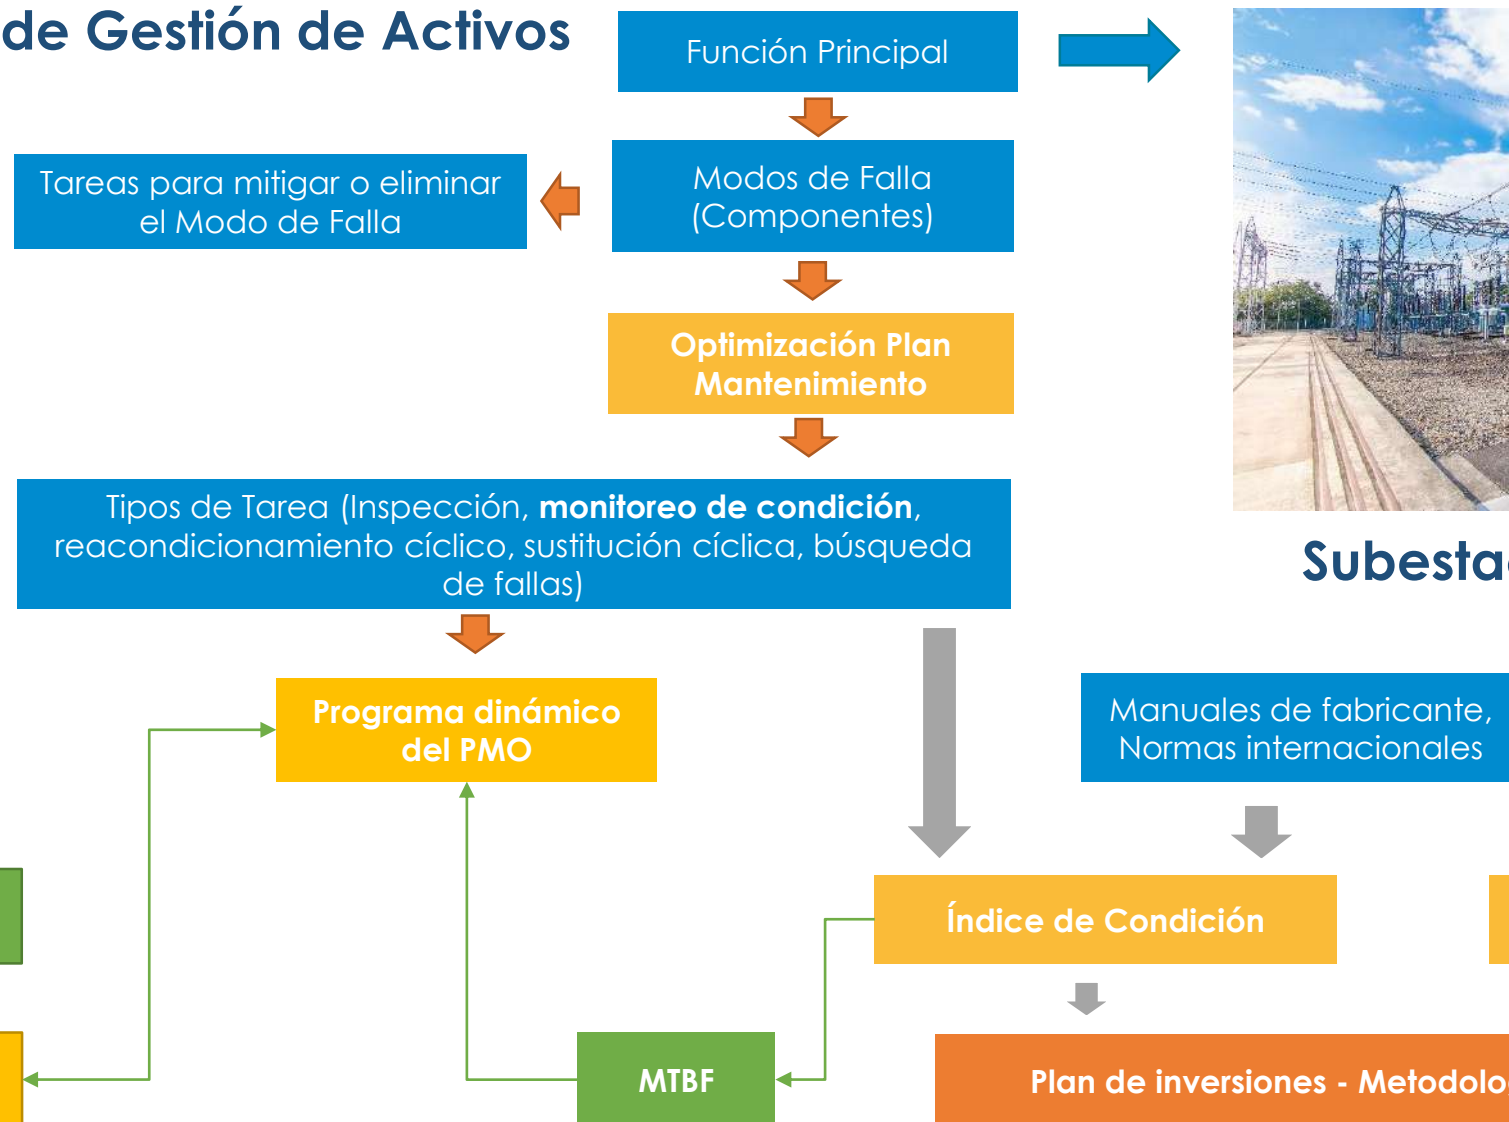 de Gestión de Activos
Función Principal
Tareas para mitigar o eliminar
el Modo de Falla
Modos de Falla
(Componentes)
Optimización Plan
Mantenimiento
Tipos de Tarea (Inspección, monitoreo de condición,
reacondicionamiento cíclico, sustitución cíclica, búsqueda
de fallas)
Programa dinámico
del PMO
Manuales de fabricante,
Normas internacionales
Índice de Condición
MTBF
Plan de inversiones -